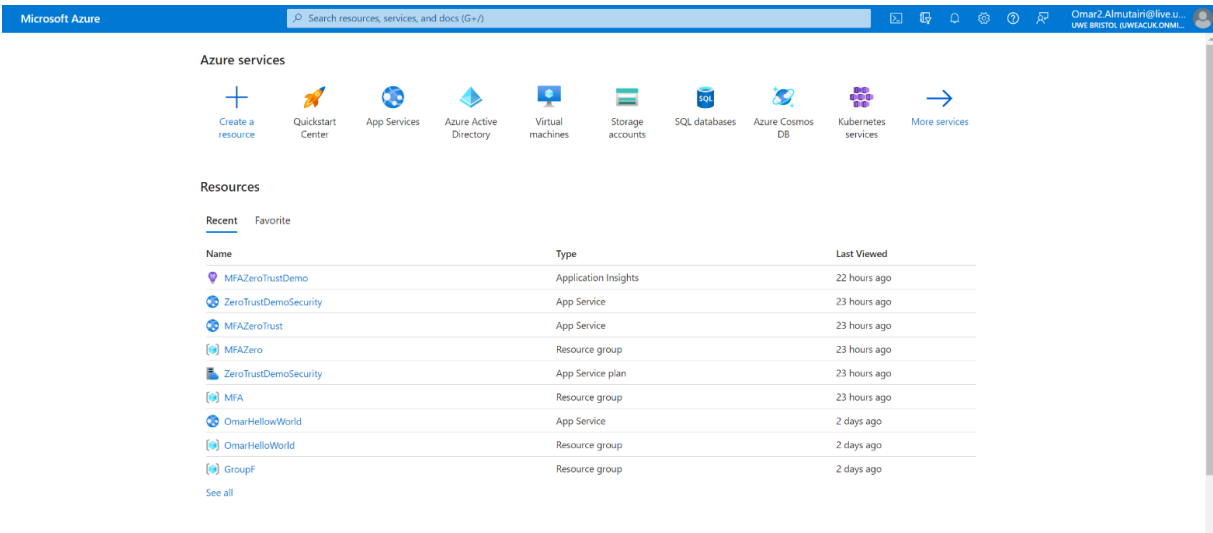 Microsoft Azure
Search resources, services, and docs (G+/)
Omar2.Almutairi@live.u...
UWE BRISTOL (UWEACUK.ONMI...
Azure services
Create a resource
Quickstart Center
App Services
Azure Active Directory
Virtual machines
Storage accounts
SQL databases
Azure Cosmos DB
Kubernetes services
More services
Resources
Recent Favorite
Name Type Last Viewed
MFAZeroTrustDemo Application Insights 22 hours ago
ZeroTrustDemoSecurity App Service 23 hours ago
MFAZeroTrust App Service 23 hours ago
MFAZero Resource group 23 hours ago
ZeroTrustDemoSecurity App Service plan 23 hours ago
MFA Resource group 23 hours ago
OmarHellowWorld App Service 2 days ago
OmarHelloWorld Resource group 2 days ago
GroupF Resource group 2 days ago
See all